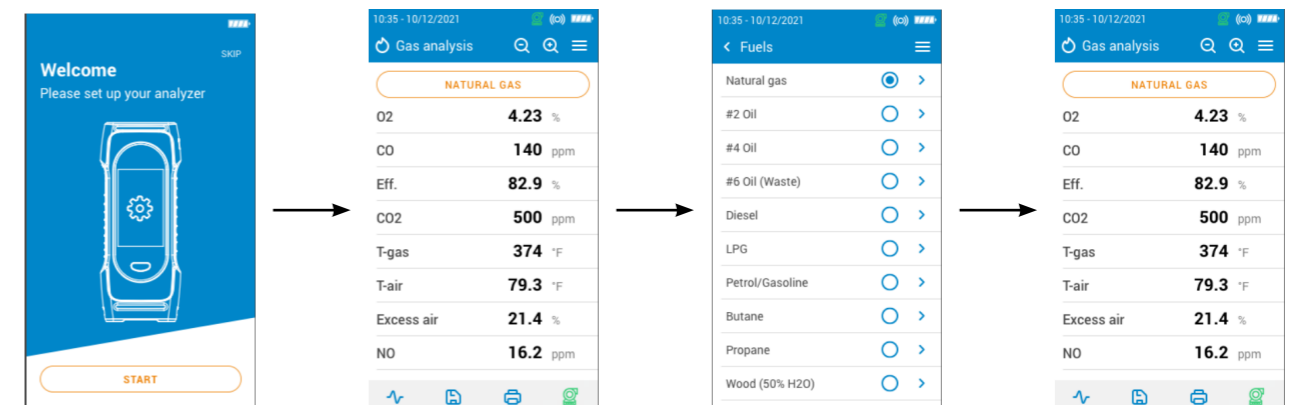 SKIP
Welcome
Please set up your analyzer
START
10:35 - 10/12/2021
Gas analysis
NATURAL GAS
O2 4.23 %
CO 140 ppm
Eff. 82.9 %
CO2 500 ppm
T-gas 374 °F
T-air 79.3 °F
Excess air 21.4 %
NO 16.2 ppm
10:35 - 10/12/2021
Fuels
Natural gas
#2 Oil
#4 Oil
#6 Oil (Waste)
Diesel
LPG
Petrol/Gasoline
Butane
Propane
Wood (50% H2O)
10:35 - 10/12/2021
Gas analysis
NATURAL GAS
O2 4.23 %
CO 140 ppm
Eff. 82.9 %
CO2 500 ppm
T-gas 374 °F
T-air 79.3 °F
Excess air 21.4 %
NO 16.2 ppm